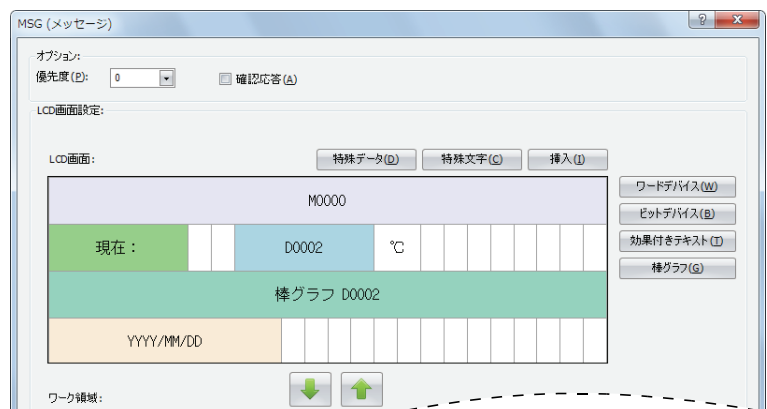 MSG (メッセージ)
オプション:
優先度(P): 0 確認応答(A)
LCD画面設定:
LCD画面: 特殊データ(D) 特殊文字(C) 挿入(I)
M0000
ワードデバイス(W)
ビットデバイス(B)
現在： D0002 ℃
効果付きテキスト(T)
棒グラフ(G)
棒グラフ D0002
YYYY/MM/DD
ワーク領域: